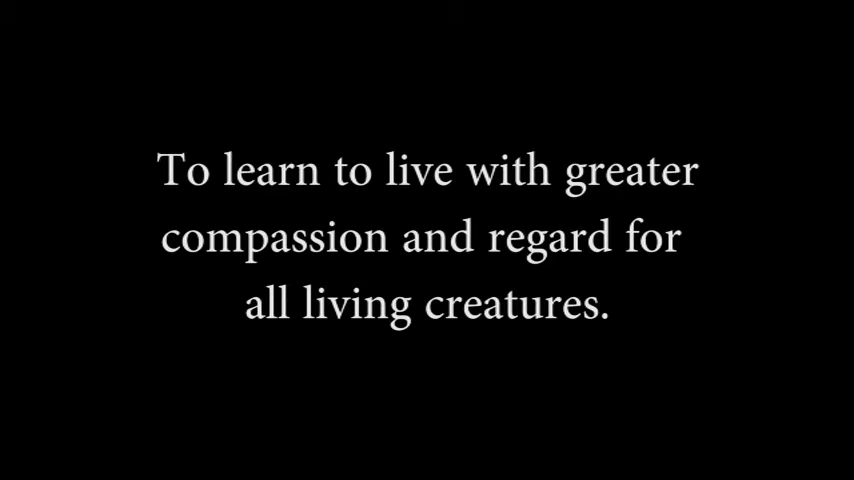 To learn to live with greater
compassion and regard for
all living creatures.